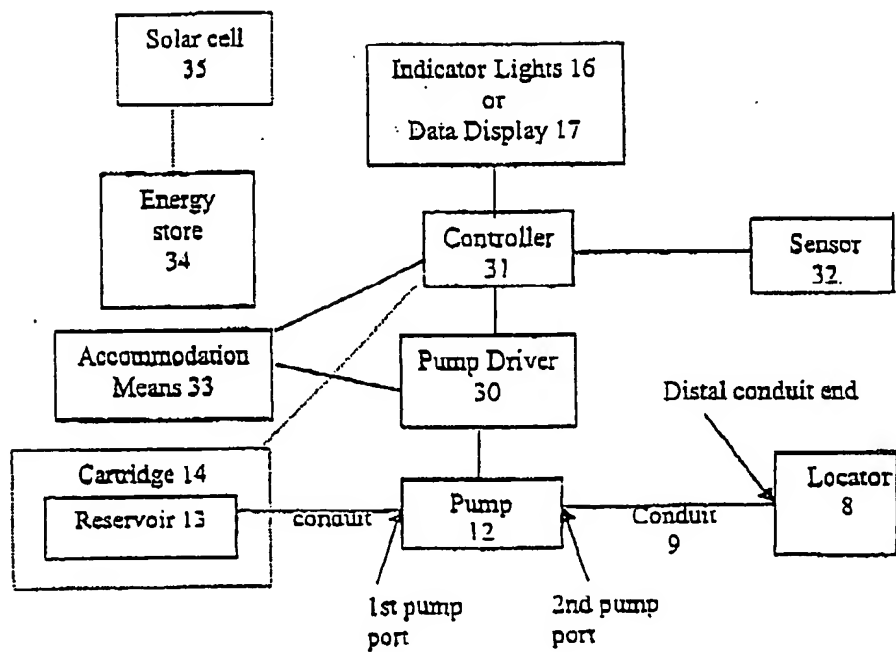 Solar cell
35
Indicator Lights 16
or
Data Display 17
Energy
store
34
Controller
31
Sensor
32.
Accommodation
Means 33
Pump Driver
30
Distal conduit end
Cartridge 14
Reservoir 13
conduit
Pump
12
Conduit
9
Locator
8
1st pump
port
2nd pump
port